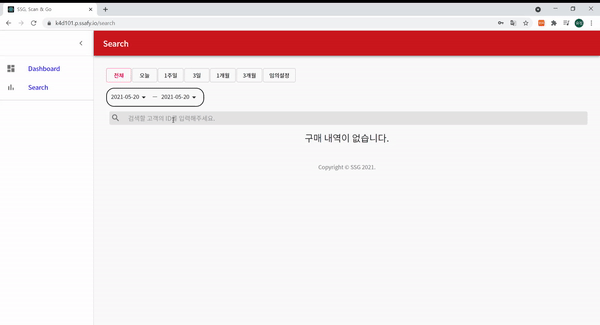 SSG, Scan & Go
k4d101.p.ssafy.io/search
Search
Dashboard
Search
전체 오늘 1주일 3일 1개월 3개월 임의설정
2021-05-20 — 2021-05-20
검색할 고객의 ID를 입력해주세요.
구매 내역이 없습니다.
Copyright © SSG 2021.